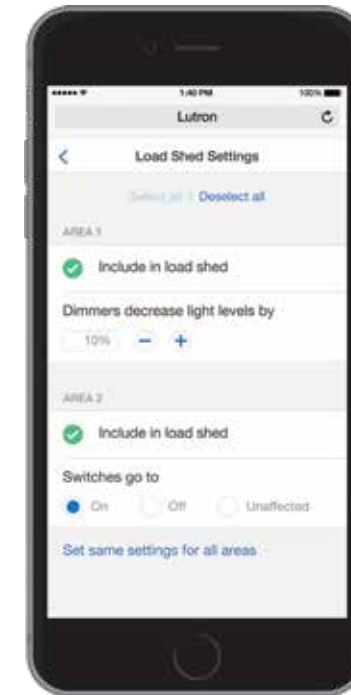 1:40 PM 100%
Lutron
Load Shed Settings
Select all | Deselect all
AREA 1
Include in load shed
Dimmers decrease light levels by
10% − +
AREA 2
Include in load shed
Switches go to
On Off Unaffected
Set same settings for all areas